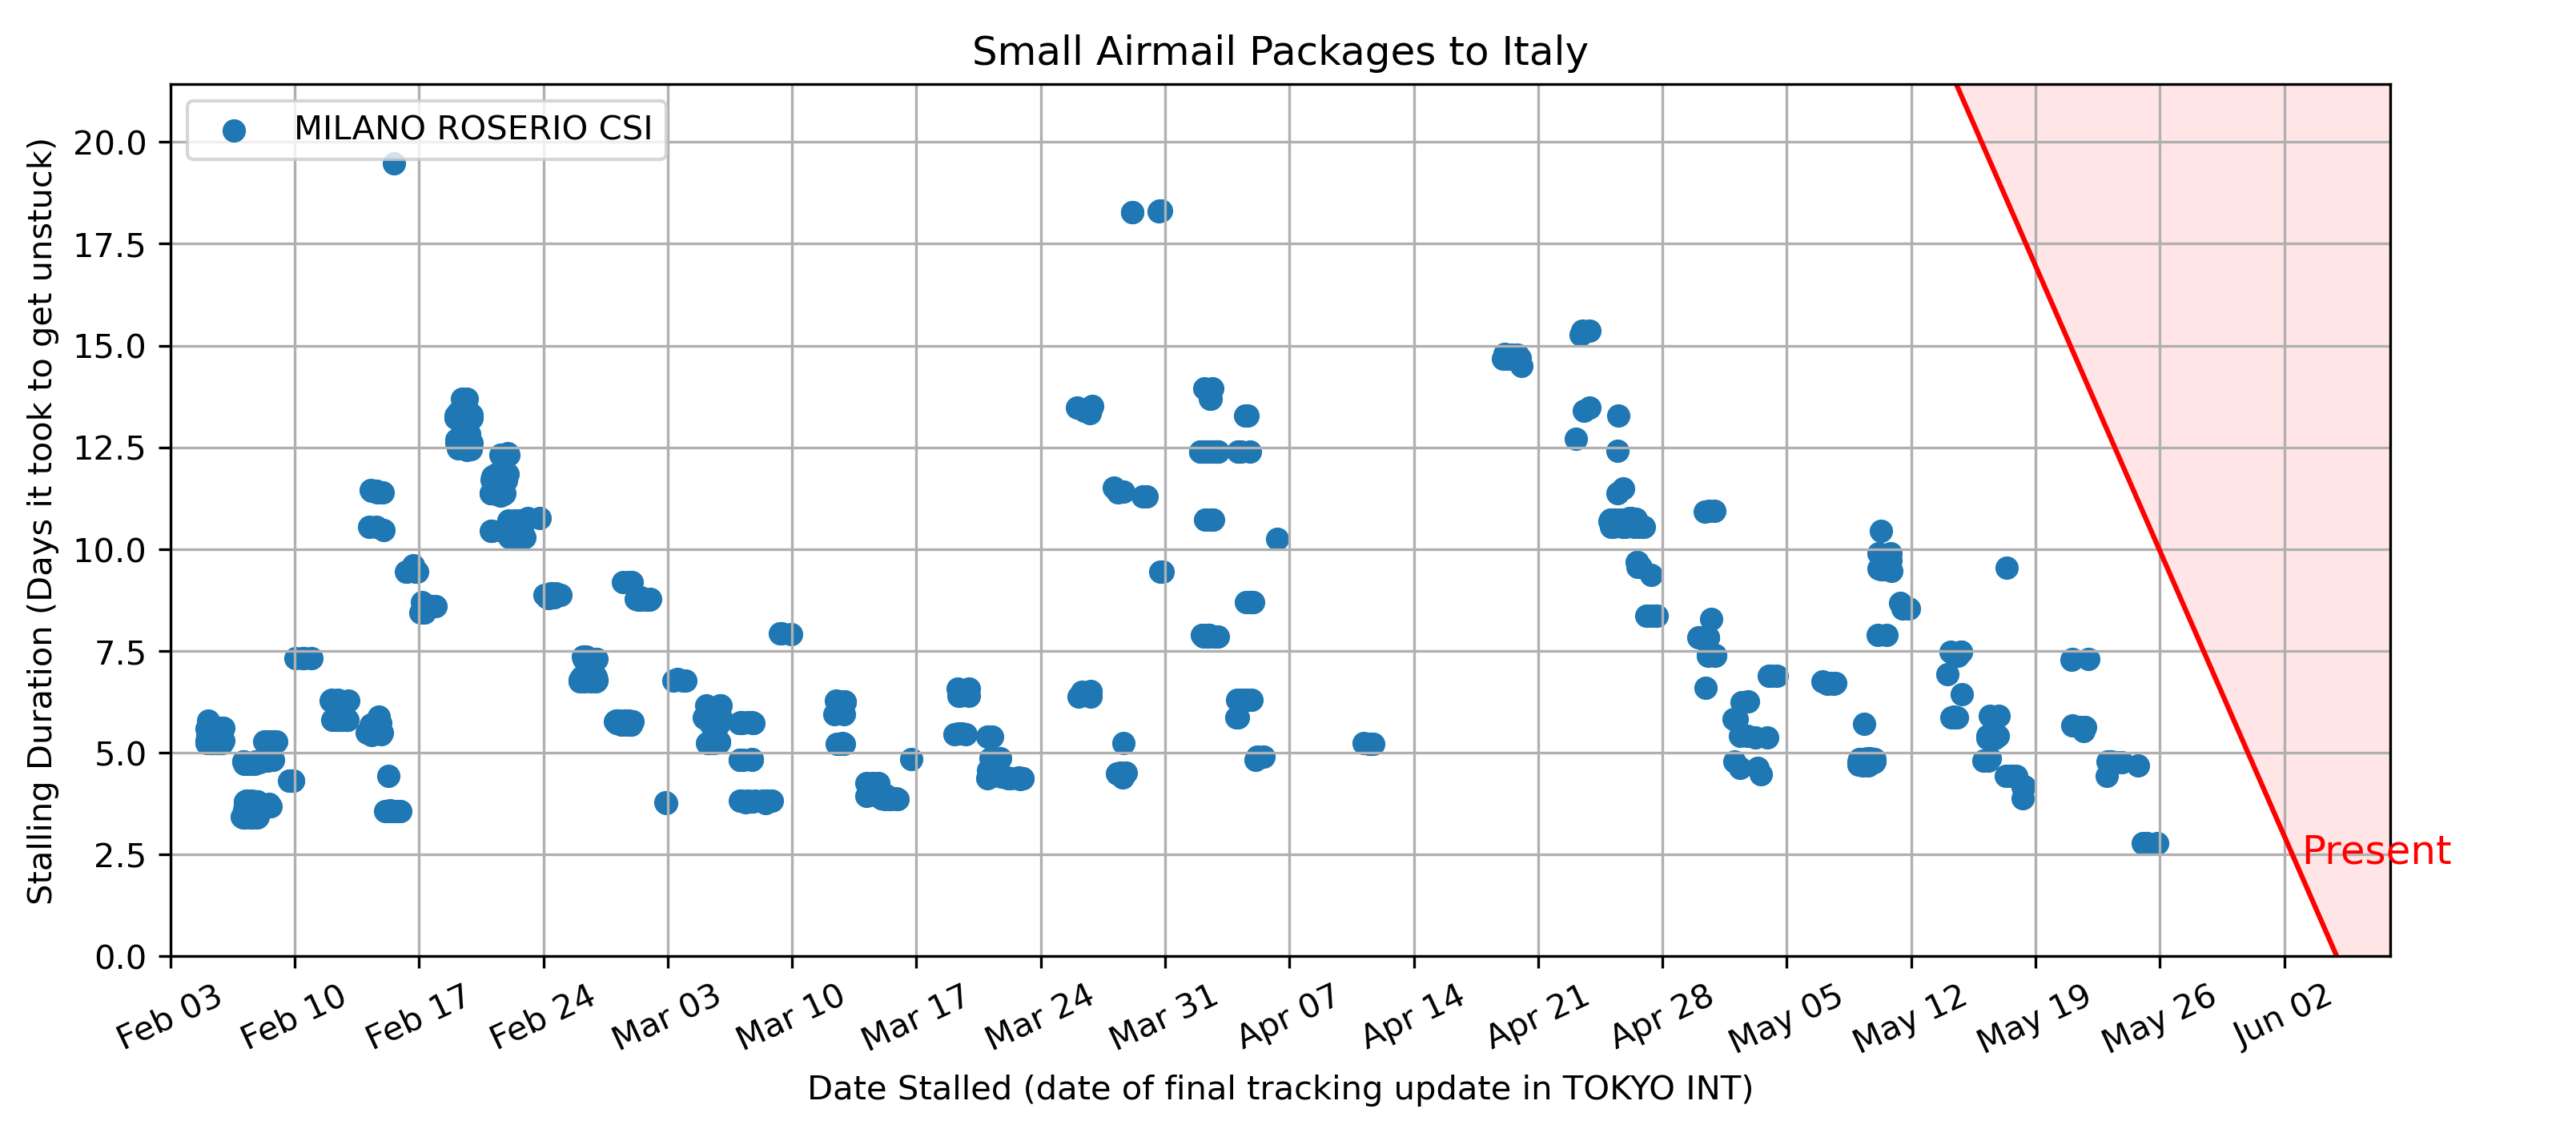 Small Airmail Packages to Italy
MILANO ROSERIO CSI
20.0
17.5
15.0
12.5
10.0
7.5
5.0
2.5
0.0
Stalling Duration (Days it took to get unstuck)
Present
Feb 03
Feb 10
Feb 17
Feb 24
Mar 03
Mar 10
Mar 17
Mar 24
Mar 31
Apr 07
Apr 14
Apr 21
Apr 28
May 05
May 12
May 19
May 26
Jun 02
Date Stalled (date of final tracking update in TOKYO INT)